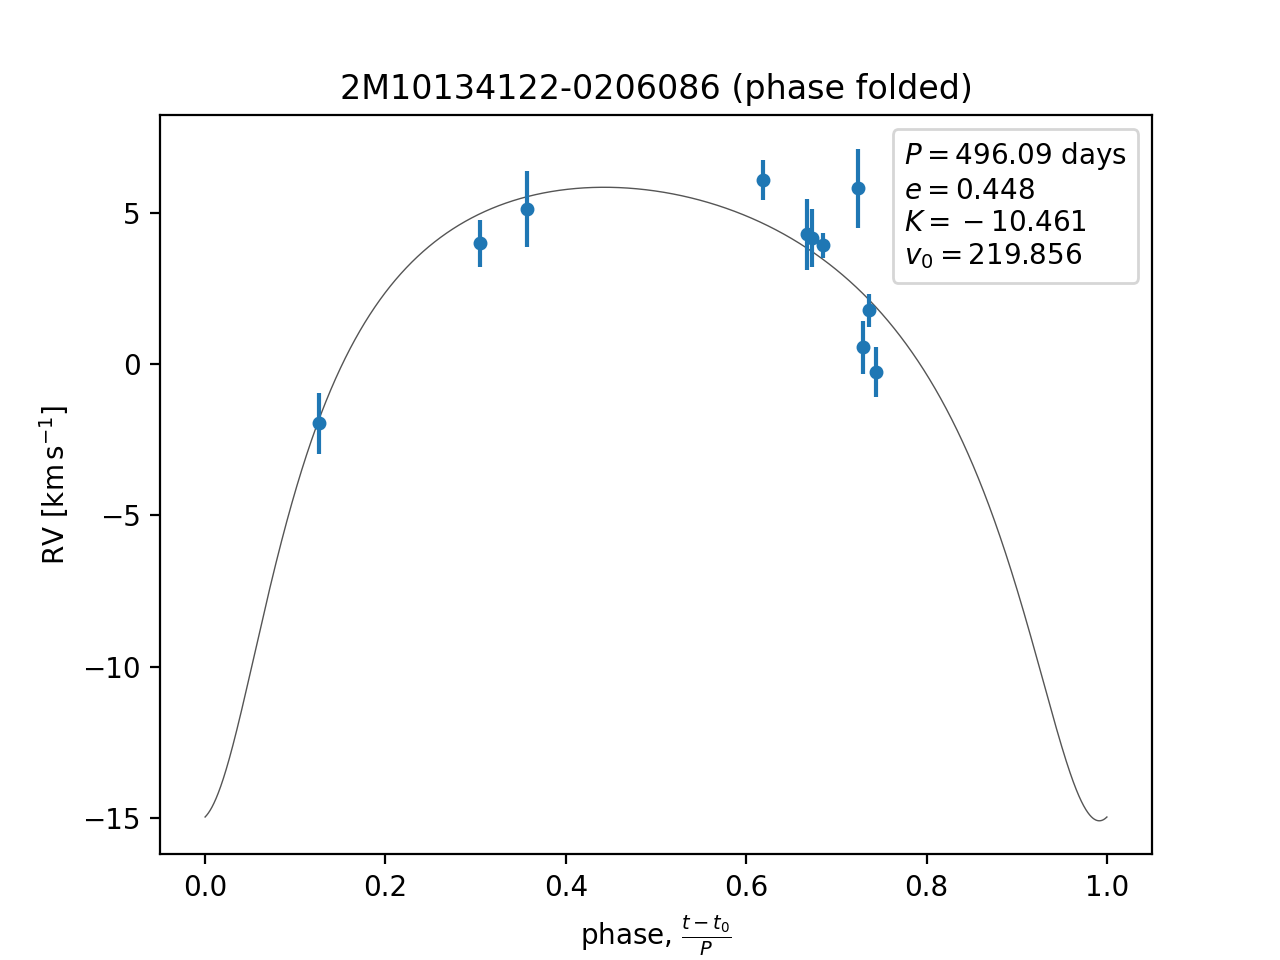 2M10134122-0206086 (phase folded)
P = 496.09 days
e = 0.448
K = −10.461
v₀ = 219.856
RV [km s⁻¹]
5
0
−5
−10
−15
0.0 0.2 0.4 0.6 0.8 1.0
phase, (t − t₀)/P